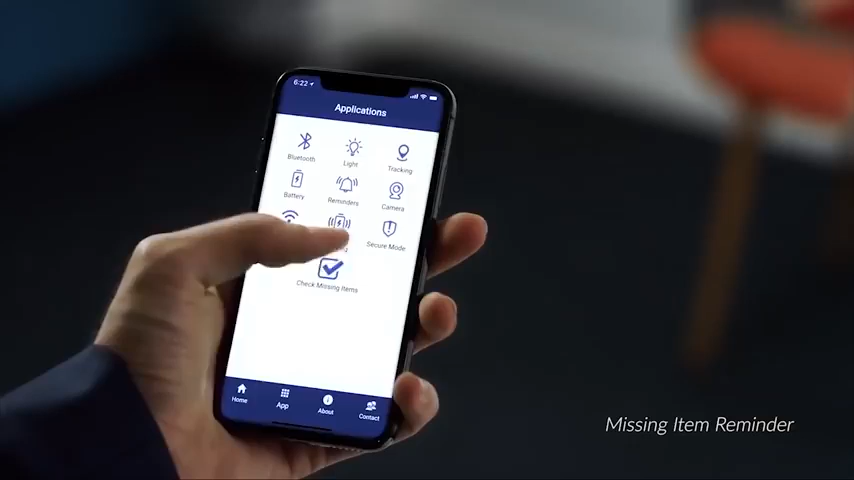 6:22
Applications
Bluetooth
Light
Tracking
Battery
Reminders
Camera
Secure Mode
Check Missing Items
Home
App
About
Contact
Missing Item Reminder